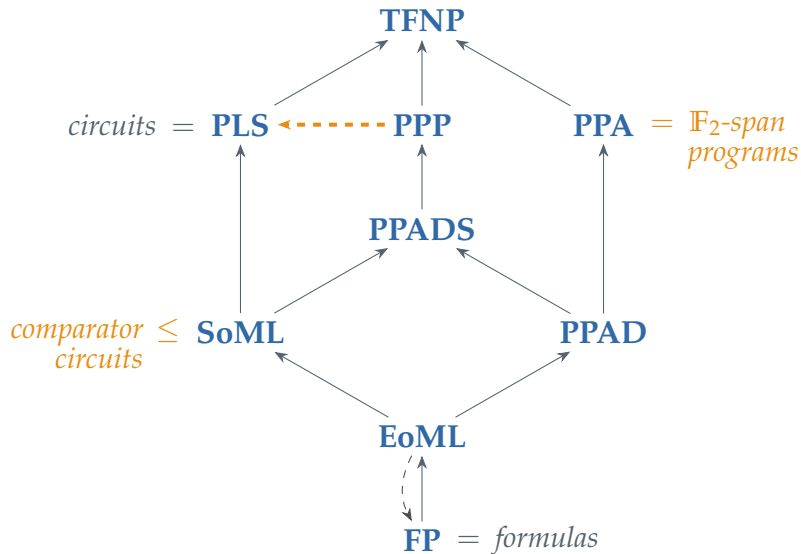 TFNP
circuits = PLS PPP PPA = 𝔽₂-span
programs
PPADS
comparator ≤ SoML PPAD
circuits
EoML
FP = formulas